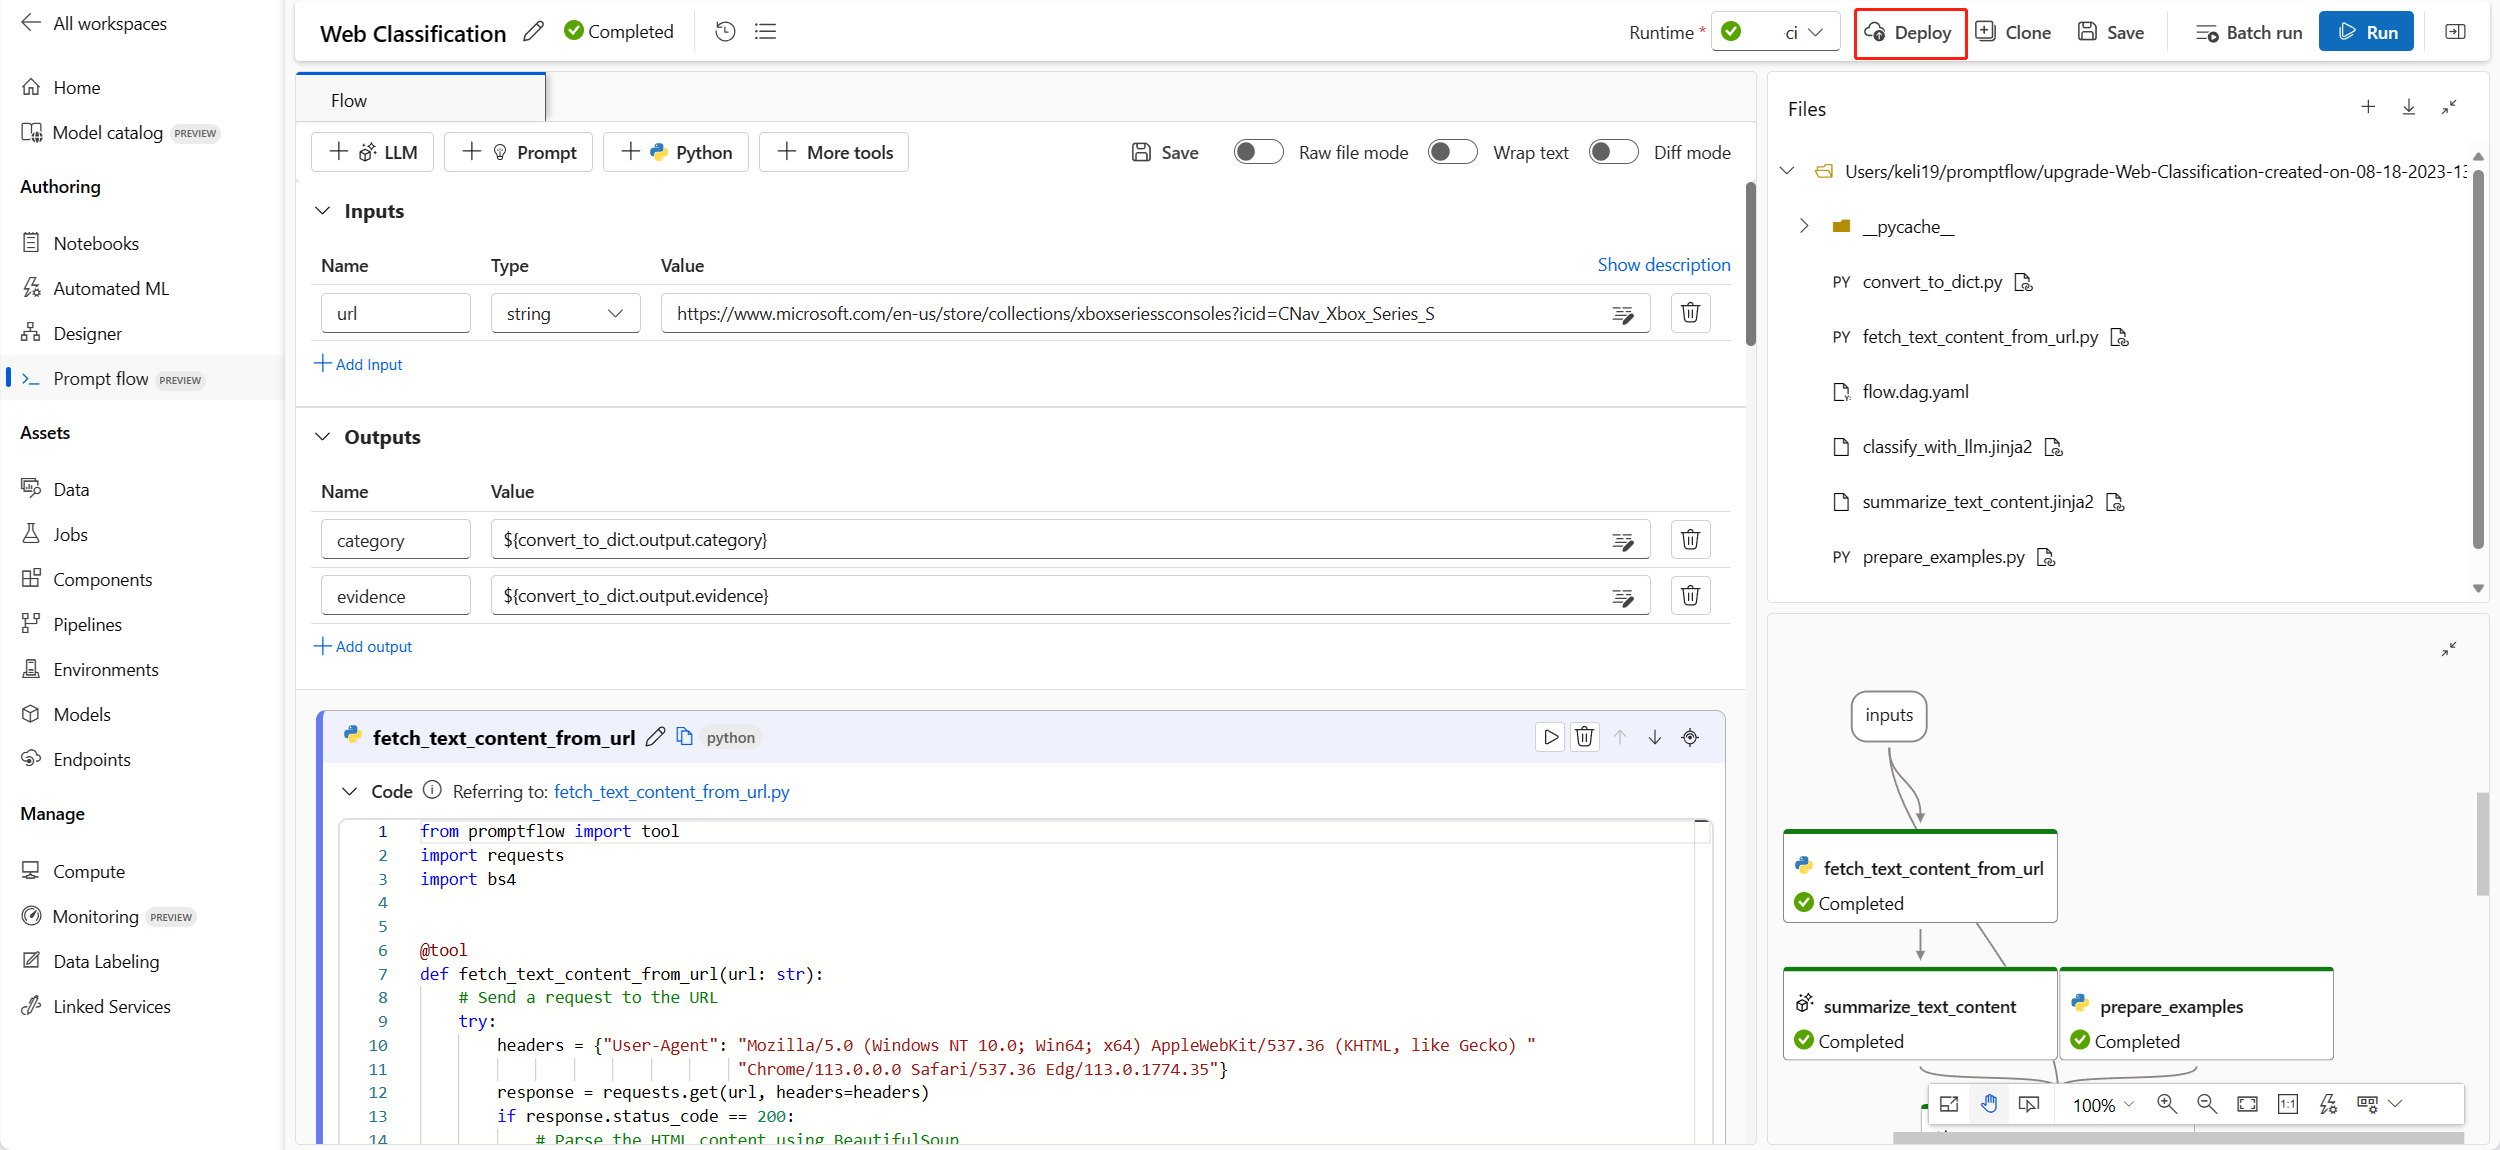 All workspaces
Home
Model catalog PREVIEW
Authoring
Notebooks
Automated ML
Designer
Prompt flow PREVIEW
Assets
Data
Jobs
Components
Pipelines
Environments
Models
Endpoints
Manage
Compute
Monitoring PREVIEW
Data Labeling
Linked Services
Web Classification Completed
Runtime * ci Deploy Clone Save Batch run Run
Flow
LLM Prompt Python More tools Save Raw file mode Wrap text Diff mode
Inputs
Name Type Value Show description
url string https://www.microsoft.com/en-us/store/collections/xboxseriessconsoles?icid=CNav_Xbox_Series_S
Add Input
Outputs
Name Value
category ${convert_to_dict.output.category}
evidence ${convert_to_dict.output.evidence}
Add output
fetch_text_content_from_url python
Code Referring to: fetch_text_content_from_url.py
1 from promptflow import tool
2 import requests
3 import bs4
4
5
6 @tool
7 def fetch_text_content_from_url(url: str):
8 # Send a request to the URL
9 try:
10 headers = {"User-Agent": "Mozilla/5.0 (Windows NT 10.0; Win64; x64) AppleWebKit/537.36 (KHTML, like Gecko) "
11 "Chrome/113.0.0.0 Safari/537.36 Edg/113.0.1774.35"}
12 response = requests.get(url, headers=headers)
13 if response.status_code == 200:
14 # Parse the HTML content using BeautifulSoup
Files
Users/keli19/promptflow/upgrade-Web-Classification-created-on-08-18-2023-13
__pycache__
PY convert_to_dict.py
PY fetch_text_content_from_url.py
flow.dag.yaml
classify_with_llm.jinja2
summarize_text_content.jinja2
PY prepare_examples.py
inputs
fetch_text_content_from_url
Completed
summarize_text_content
Completed
prepare_examples
Completed
100% 1:1